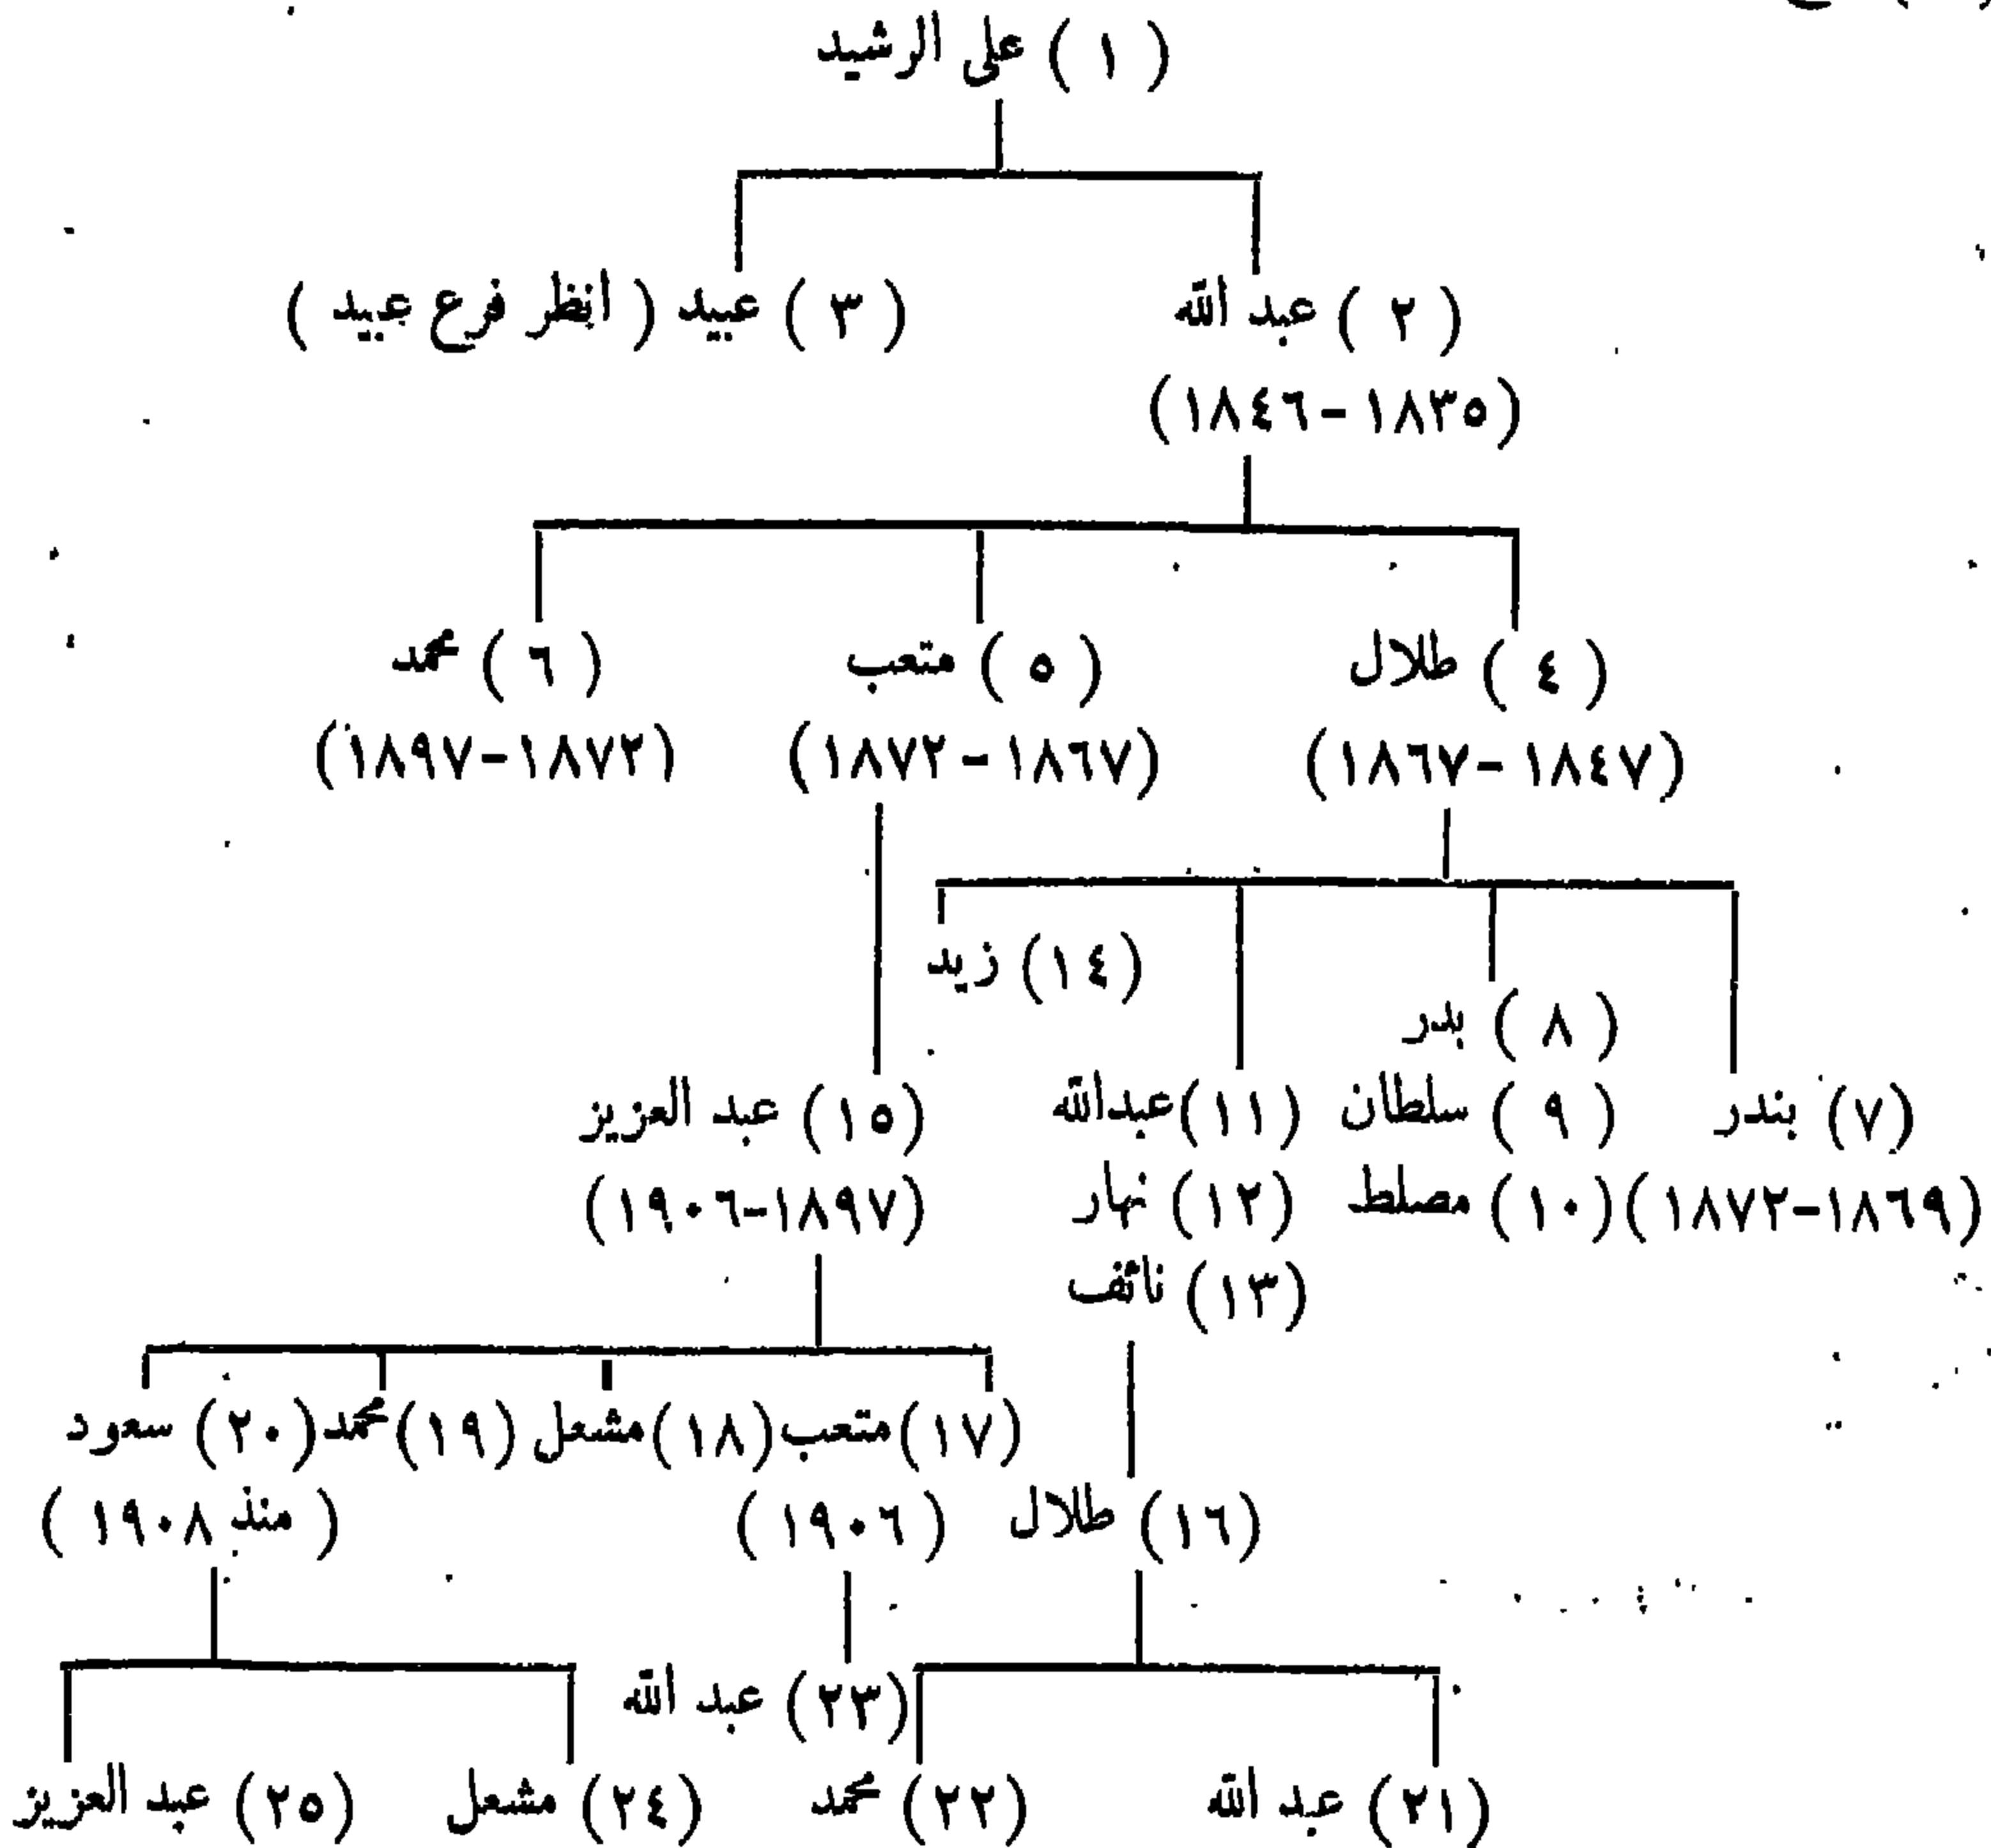 ( ١ ) على الرشيد
( ٢ ) عبد الله ( ٣ ) عبيد ( انظر فرع عبيد )
(١٨٣٥-١٨٤٦)
( ٤ ) طلال ( ٥ ) متعب ( ٦ ) محمد
(١٨٤٧-١٨٦٧) (١٨٦٧-١٨٧٢) (١٨٧٢-١٨٩٧)
(١٤) زيد
( ٨ ) بدر
(٧) بندر ( ٩ ) سلطان (١١)عبدالله (١٥) عبد العزيز
(١٨٦٩-١٨٧٢)(١٠) مصلط (١٢) نهار (١٨٩٧-١٩٠٦)
(١٣) نائف
(١٧)متعب(١٨)مشعل (١٩)محمد(٢٠) سعود
(١٦) طلال (١٩٠٦) ( منذ ١٩٠٨ )
(٢٣) عبد الله
(٢١) عبد الله (٢٢) محمد (٢٤) مشعل (٢٥) عبد العزيز